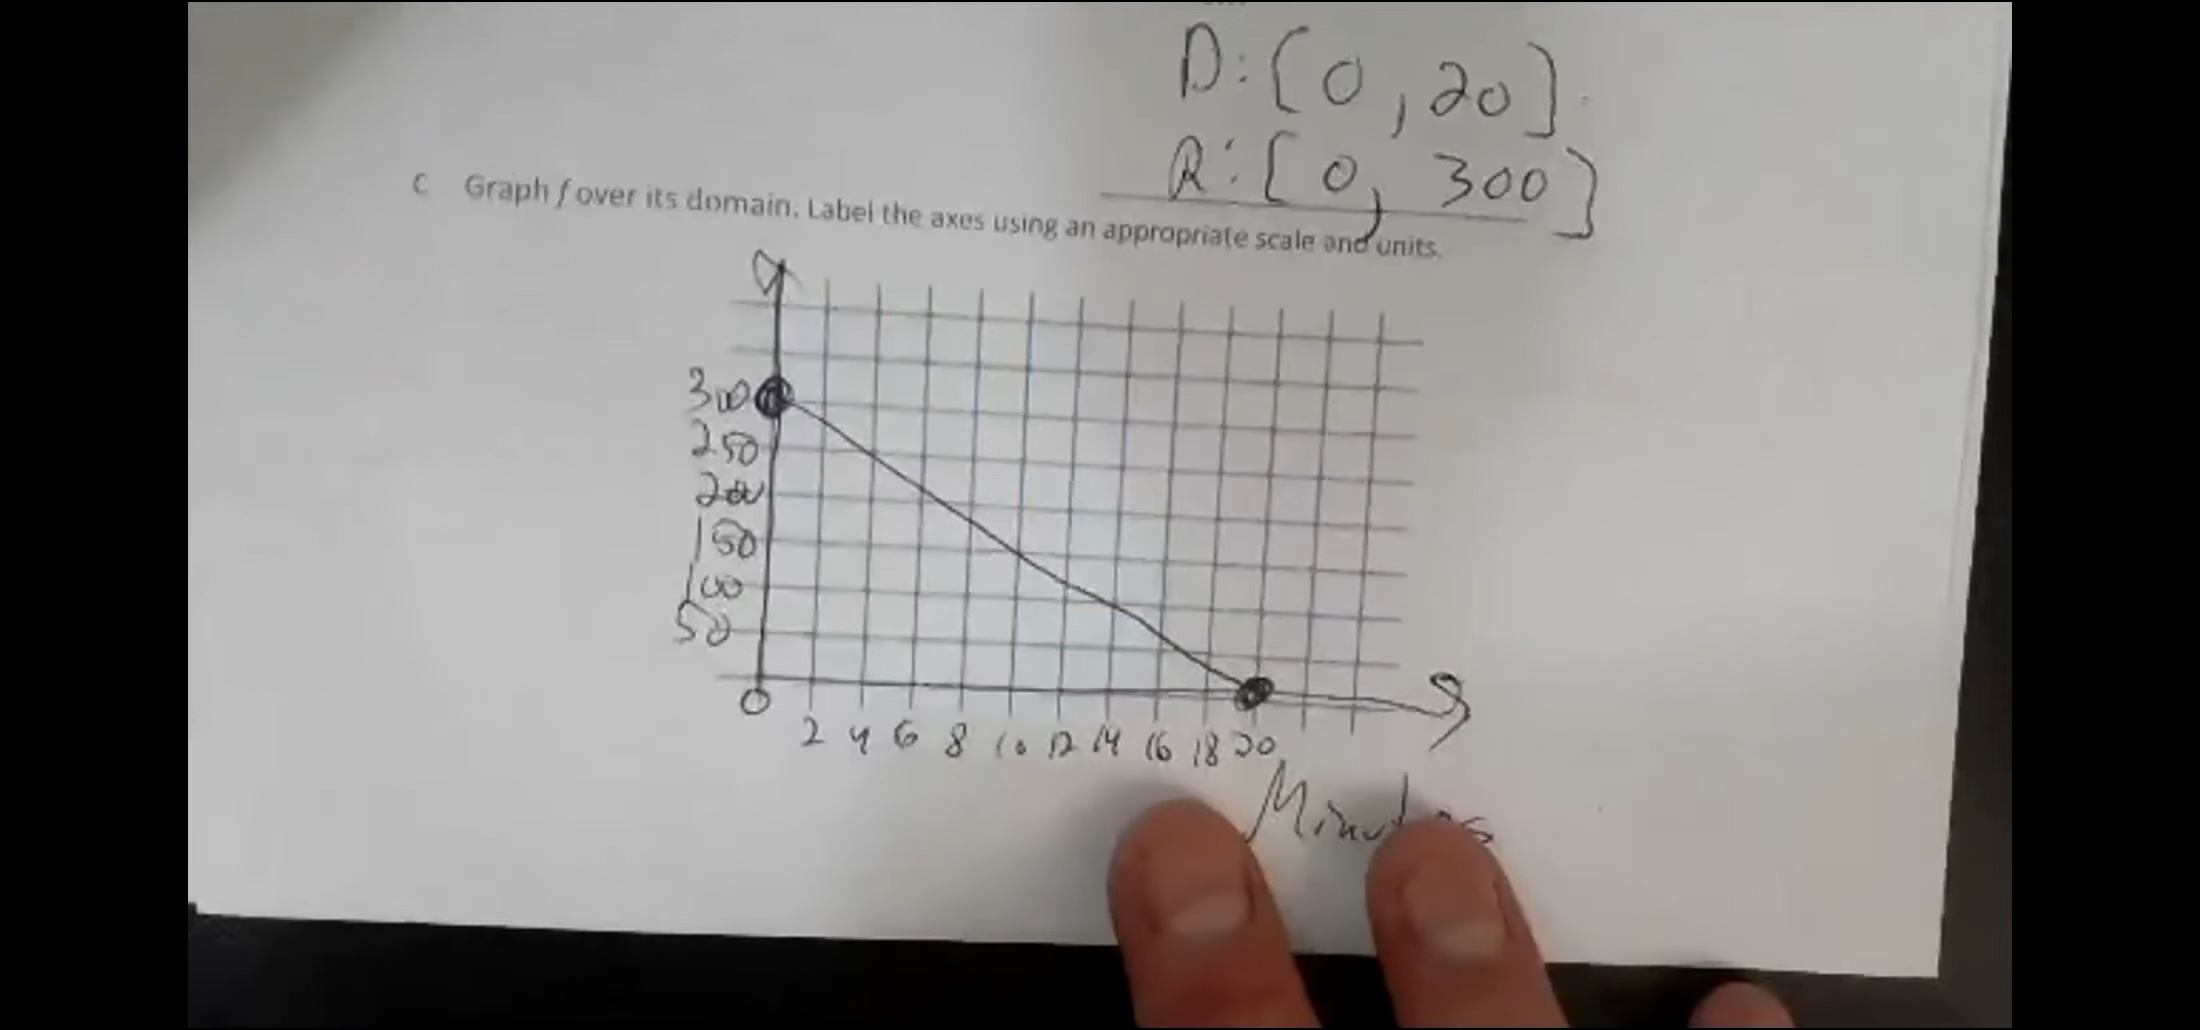 D: [0, 20]
R: [0, 300]
C Graph f over its domain. Label the axes using an appropriate scale and units.
300
250
200
150
100
50
0
2 4 6 8 10 12 14 16 18 20
Minutes